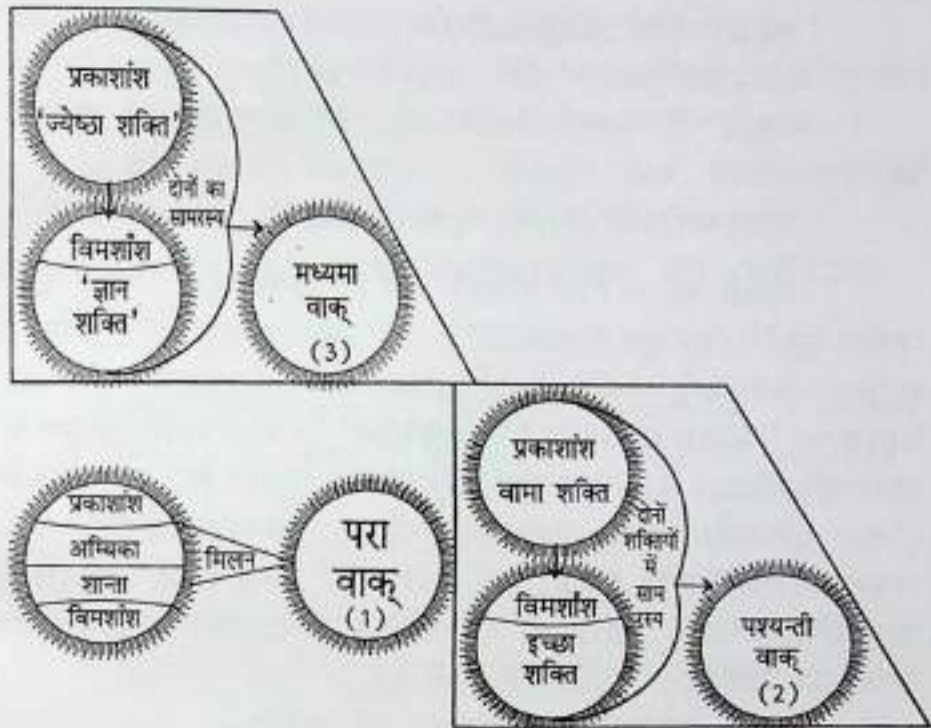 प्रकाशांश
'ज्येष्ठा शक्ति'
दोनों का
सामरस्य
विमर्शांश
'ज्ञान
शक्ति'
मध्यमा
वाक्
(3)
प्रकाशांश
अम्यिका
शान्ता
विमर्शांश
मिलन
परा
वाक्
(1)
प्रकाशांश
वामा शक्ति
दोनों
शक्तियों
में
साम
रस्य
विमर्शांश
इच्छा
शक्ति
पश्यन्ती
वाक्
(2)